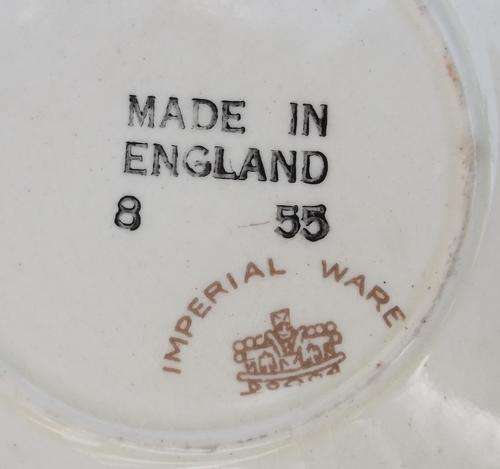 MADE IN
ENGLAND
8 55
IMPERIAL WARE